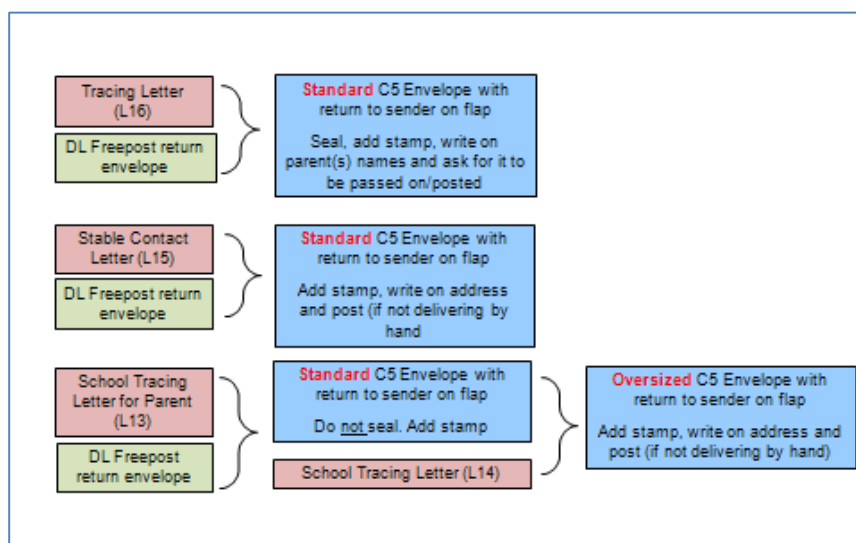 Tracing Letter
(L16)
DL Freepost return
envelope
Standard C5 Envelope with
return to sender on flap
Seal, add stamp, write on
parent(s) names and ask for it to
be passed on/posted
Stable Contact
Letter (L15)
DL Freepost return
envelope
Standard C5 Envelope with
return to sender on flap
Add stamp, write on address
and post (if not delivering by
hand
School Tracing
Letter for Parent
(L13)
DL Freepost
return envelope
Standard C5 Envelope with
return to sender on flap
Do not seal. Add stamp
School Tracing Letter (L14)
Oversized C5 Envelope with
return to sender on flap
Add stamp, write on address and
post (if not delivering by hand)